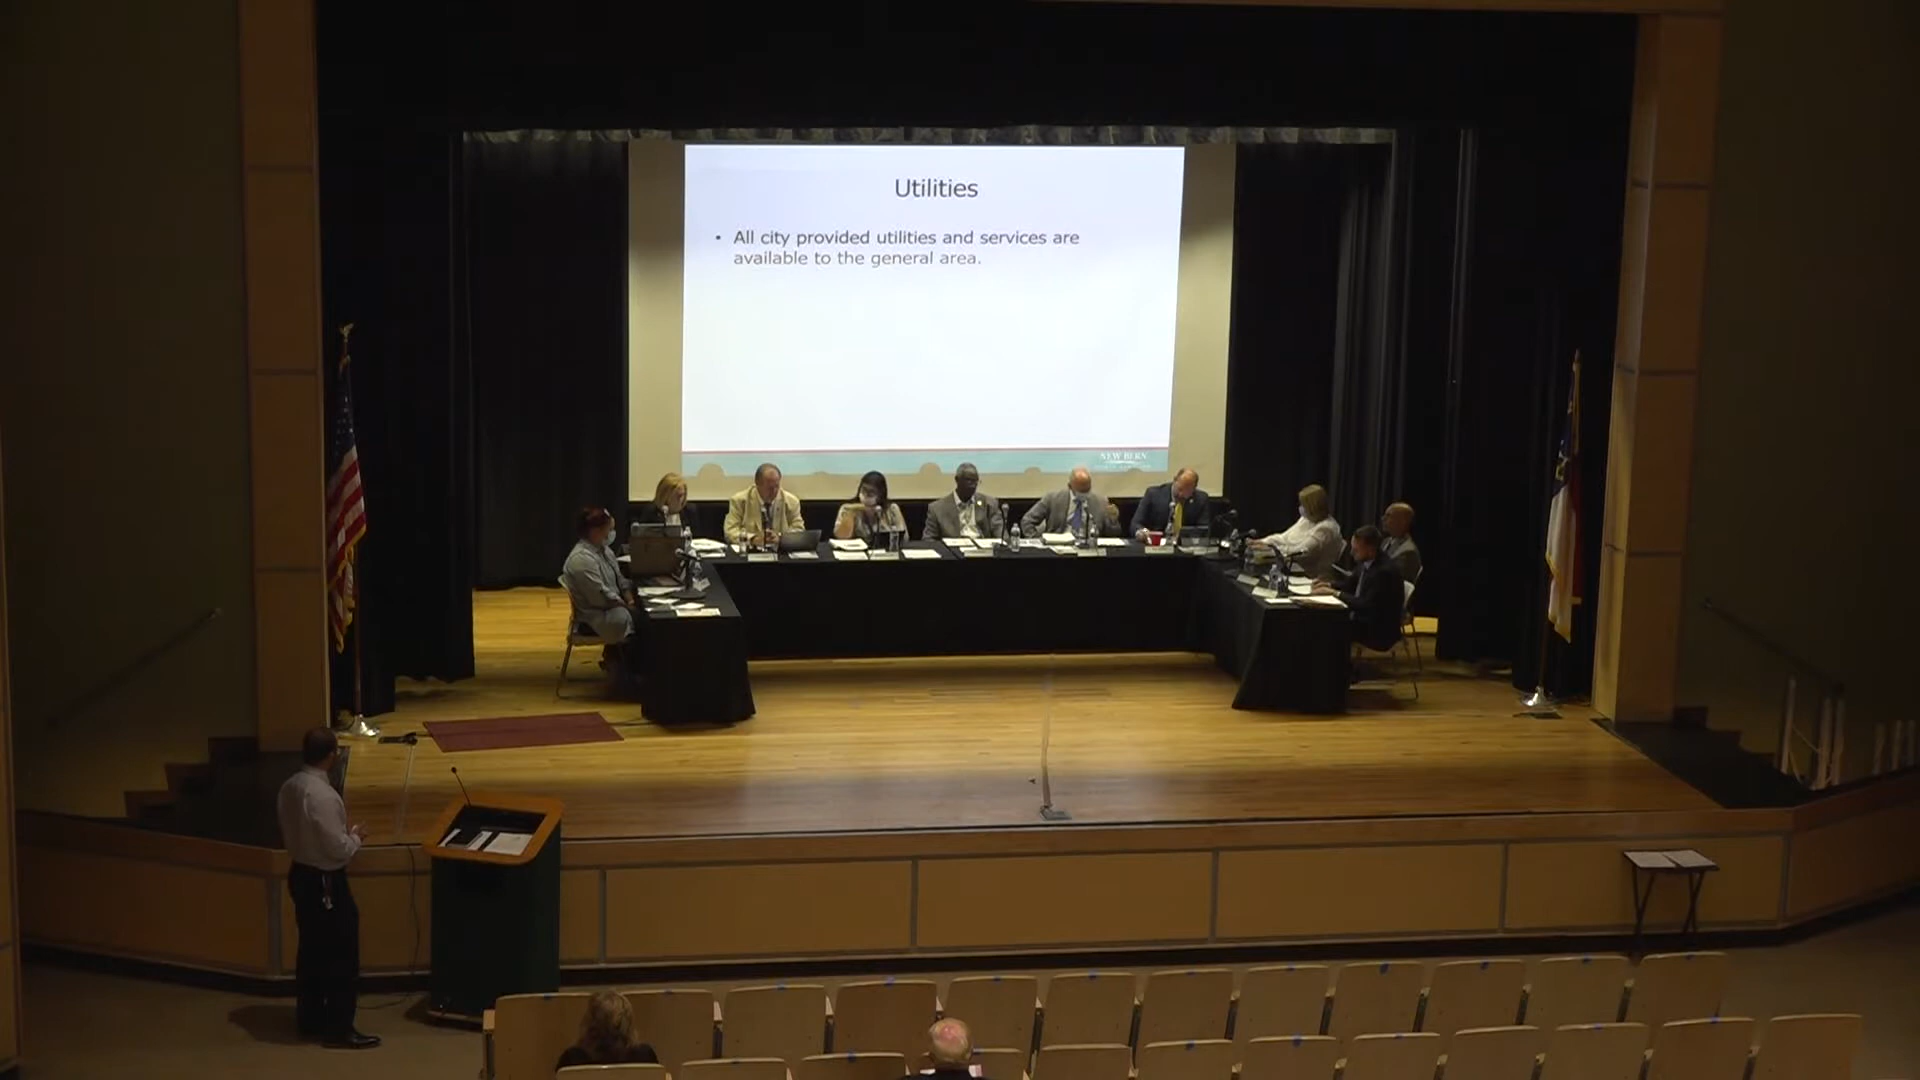 Utilities
• All city provided utilities and services are
available to the general area.
NEW BERN